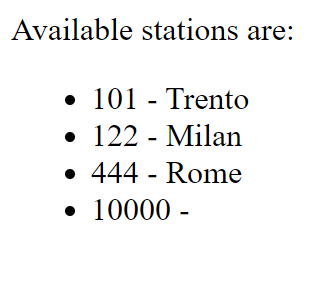 Available stations are:
• 101 - Trento
• 122 - Milan
• 444 - Rome
• 10000 -